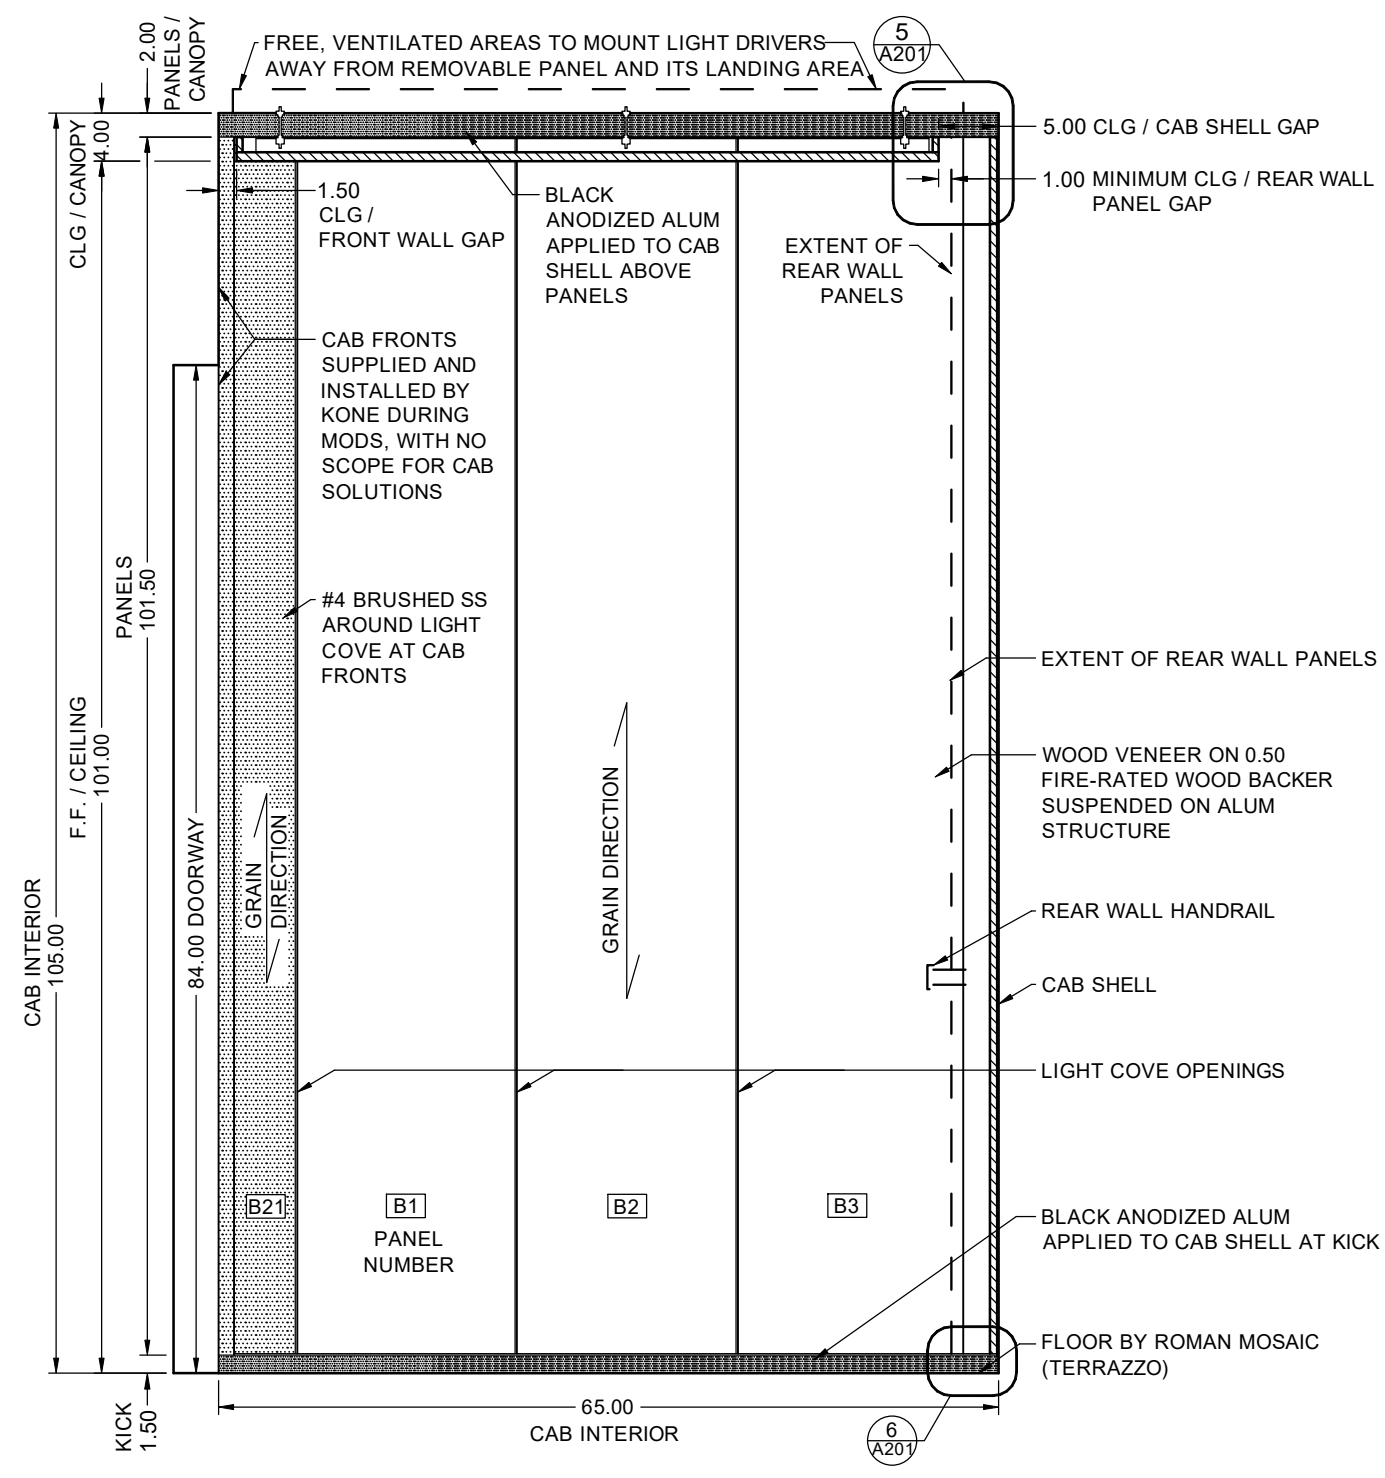 2.00
PANELS /
CANOPY
FREE, VENTILATED AREAS TO MOUNT LIGHT DRIVERS
AWAY FROM REMOVABLE PANEL AND ITS LANDING AREA
5
A201
CLG / CANOPY
4.00
5.00 CLG / CAB SHELL GAP
1.00 MINIMUM CLG / REAR WALL
PANEL GAP
1.50
CLG /
FRONT WALL GAP
BLACK
ANODIZED ALUM
APPLIED TO CAB
SHELL ABOVE
PANELS
EXTENT OF
REAR WALL
PANELS
CAB FRONTS
SUPPLIED AND
INSTALLED BY
KONE DURING
MODS, WITH NO
SCOPE FOR CAB
SOLUTIONS
PANELS
101.50
#4 BRUSHED SS
AROUND LIGHT
COVE AT CAB
FRONTS
EXTENT OF REAR WALL PANELS
F.F. / CEILING
101.00
WOOD VENEER ON 0.50
FIRE-RATED WOOD BACKER
SUSPENDED ON ALUM
STRUCTURE
84.00 DOORWAY
GRAIN
DIRECTION
GRAIN DIRECTION
CAB INTERIOR
105.00
REAR WALL HANDRAIL
CAB SHELL
LIGHT COVE OPENINGS
B21
B1
B2
B3
PANEL
NUMBER
BLACK ANODIZED ALUM
APPLIED TO CAB SHELL AT KICK
FLOOR BY ROMAN MOSAIC
(TERRAZZO)
KICK
1.50
65.00
CAB INTERIOR
6
A201